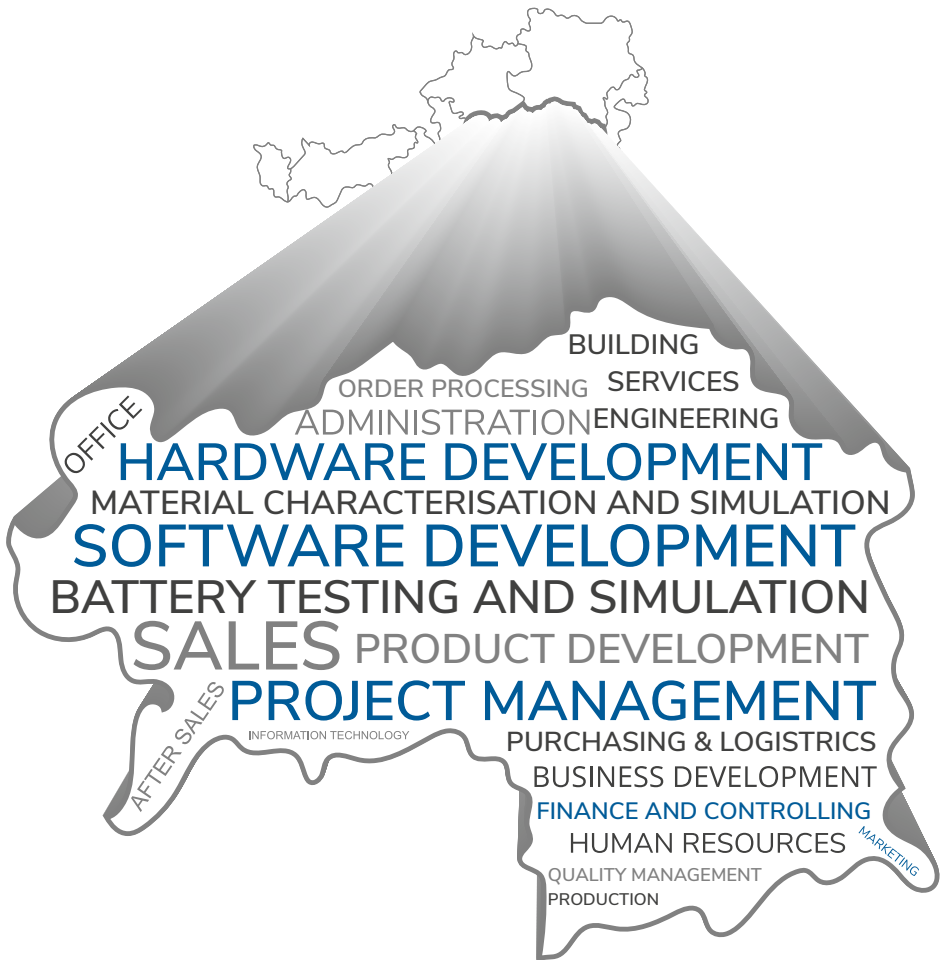 BUILDING
SERVICES
ENGINEERING
ORDER PROCESSING
ADMINISTRATION
OFFICE
HARDWARE DEVELOPMENT
MATERIAL CHARACTERISATION AND SIMULATION
SOFTWARE DEVELOPMENT
BATTERY TESTING AND SIMULATION
SALES
PRODUCT DEVELOPMENT
AFTER SALES
PROJECT MANAGEMENT
INFORMATION TECHNOLOGY
PURCHASING & LOGISTRICS
BUSINESS DEVELOPMENT
FINANCE AND CONTROLLING
MARKETING
HUMAN RESOURCES
QUALITY MANAGEMENT
PRODUCTION